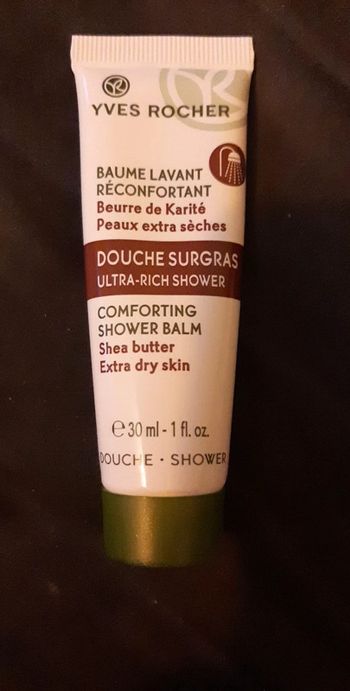 YVES ROCHER
BAUME LAVANT
RÉCONFORTANT
Beurre de Karité
Peaux extra sèches
DOUCHE SURGRAS
ULTRA-RICH SHOWER
COMFORTING
SHOWER BALM
Shea butter
Extra dry skin
℮30 ml - 1 fl. oz.
DOUCHE • SHOWER